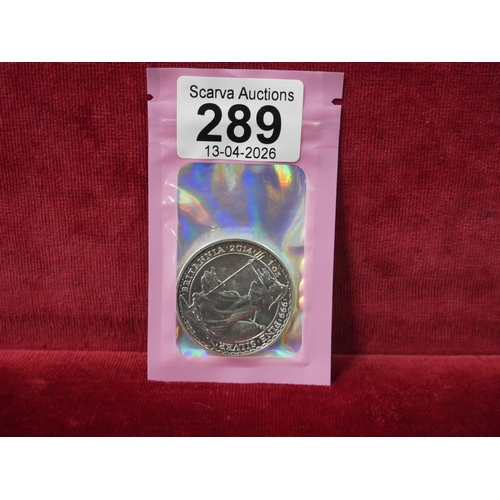 Scarva Auctions
289
13-04-2026
BRITANNIA · 2014 · 1 OZ · 999 · FINE · SILVER ·